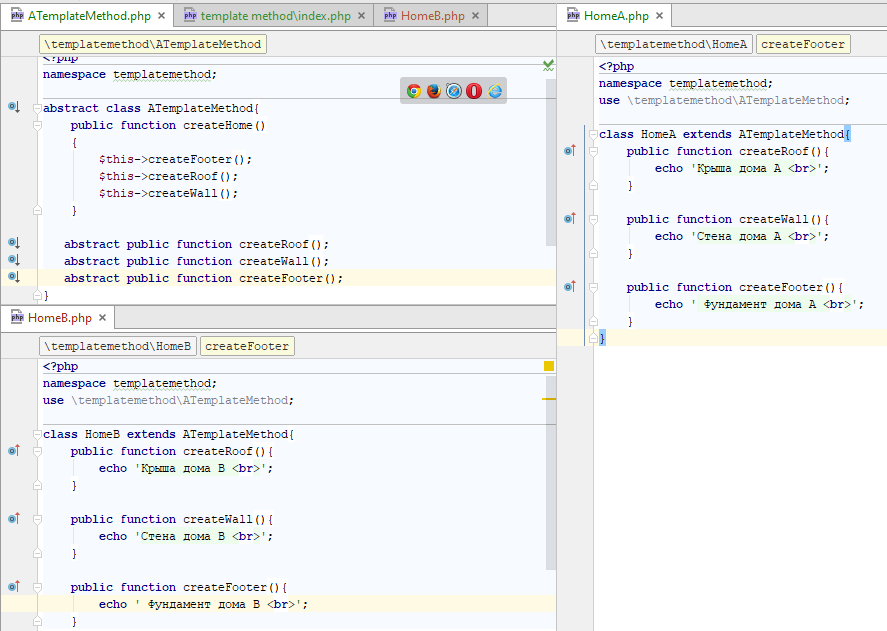 ATemplateMethod.php
template method\index.php
HomeB.php
\templatemethod\ATemplateMethod
<?php
namespace templatemethod;
abstract class ATemplateMethod{
public function createHome()
{
$this->createFooter();
$this->createRoof();
$this->createWall();
}
abstract public function createRoof();
abstract public function createWall();
abstract public function createFooter();
}
HomeB.php
\templatemethod\HomeB createFooter
<?php
namespace templatemethod;
use \templatemethod\ATemplateMethod;
class HomeB extends ATemplateMethod{
public function createRoof(){
echo 'Крыша дома B <br>';
}
public function createWall(){
echo 'Стена дома B <br>';
}
public function createFooter(){
echo ' Фундамент дома B <br>';
}
HomeA.php
\templatemethod\HomeA createFooter
<?php
namespace templatemethod;
use \templatemethod\ATemplateMethod;
class HomeA extends ATemplateMethod{
public function createRoof(){
echo 'Крыша дома A <br>';
}
public function createWall(){
echo 'Стена дома A <br>';
}
public function createFooter(){
echo ' Фундамент дома A <br>';
}
}